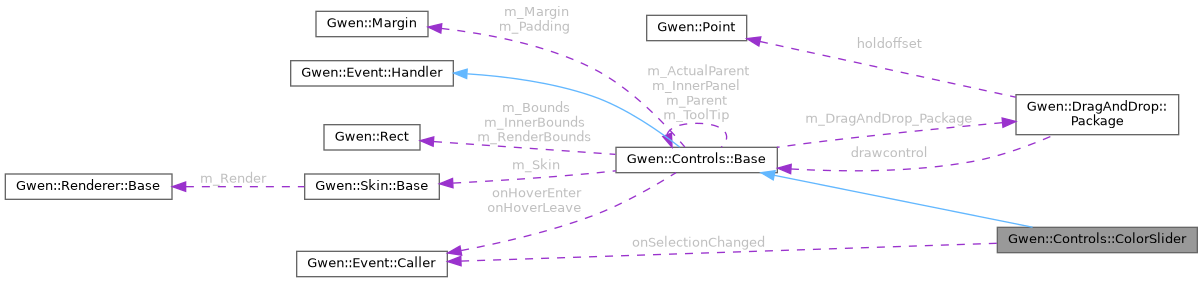 m_Margin
m_Padding
Gwen::Margin
Gwen::Point
holdoffset
Gwen::Event::Handler
m_ActualParent
m_InnerPanel
m_Parent
m_ToolTip
Gwen::DragAndDrop::
Package
m_Bounds
m_InnerBounds
m_RenderBounds
Gwen::Rect
m_DragAndDrop_Package
drawcontrol
Gwen::Controls::Base
m_Skin
Gwen::Renderer::Base
m_Render
Gwen::Skin::Base
onHoverEnter
onHoverLeave
Gwen::Controls::ColorSlider
onSelectionChanged
Gwen::Event::Caller